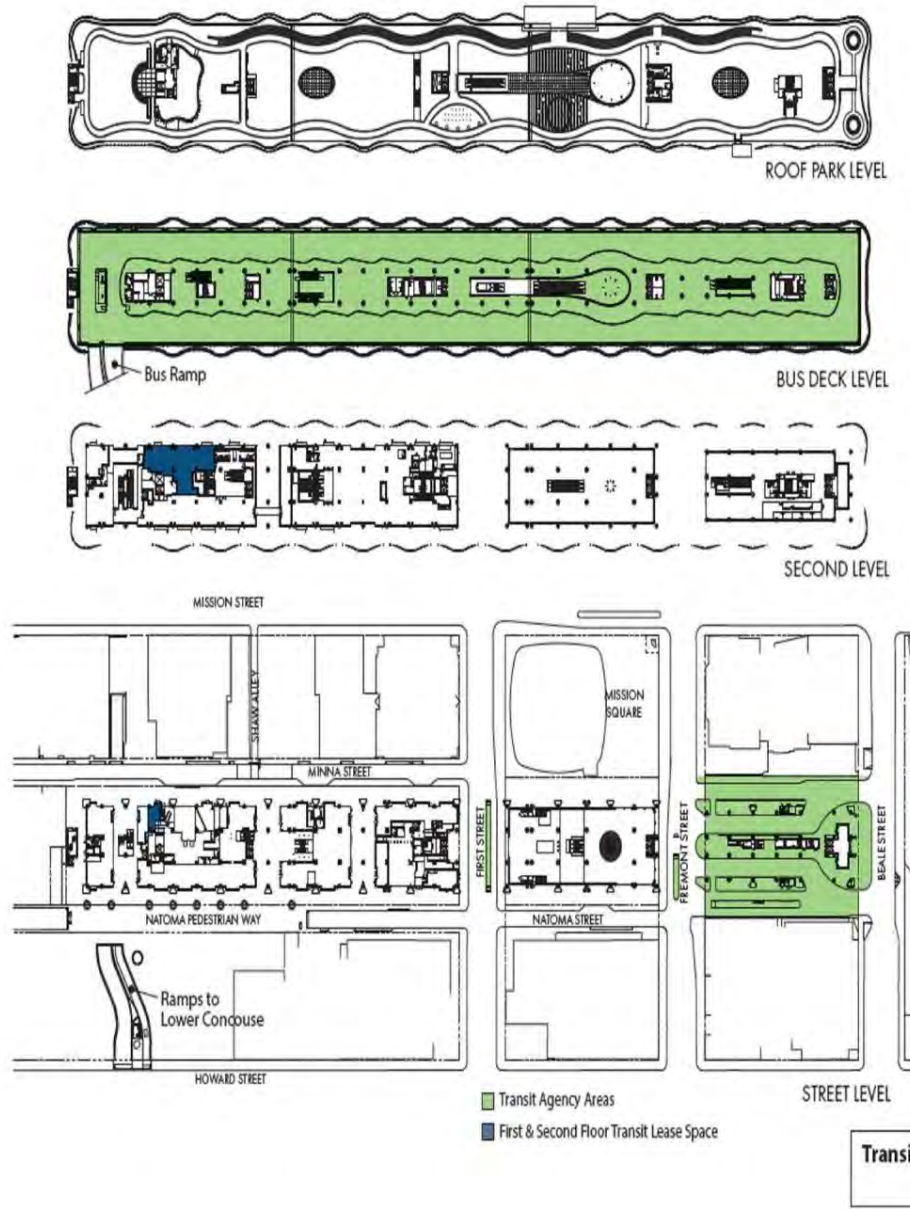 ROOF PARK LEVEL
Bus Ramp
BUS DECK LEVEL
SECOND LEVEL
MISSION STREET
SHAW ALLEY
MISSION
SQUARE
MINNA STREET
FIRST STREET
FREMONT STREET
BEALE STREET
NATOMA PEDESTRIAN WAY
NATOMA STREET
Ramps to
Lower Concouse
HOWARD STREET
STREET LEVEL
Transit Agency Areas
First & Second Floor Transit Lease Space
Transi